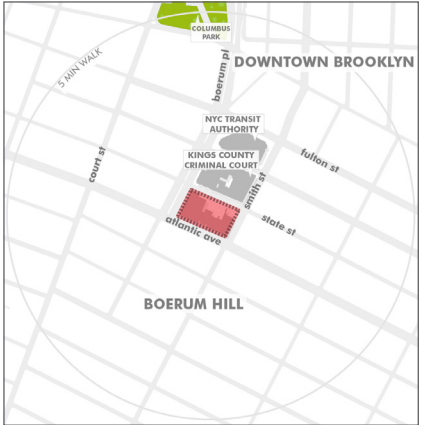 COLUMBUS
PARK
5 MIN WALK
boerum pl
DOWNTOWN BROOKLYN
NYC TRANSIT
AUTHORITY
court st
KINGS COUNTY
CRIMINAL COURT
fulton st
smith st
state st
atlantic ave
BOERUM HILL